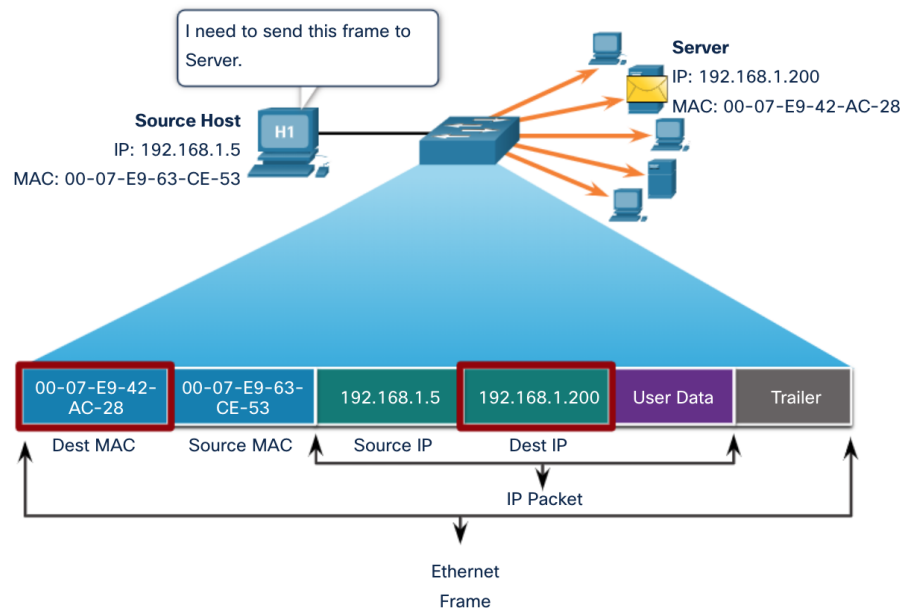 I need to send this frame to
Server.
Server
IP: 192.168.1.200
MAC: 00-07-E9-42-AC-28
Source Host
IP: 192.168.1.5
MAC: 00-07-E9-63-CE-53
H1
00-07-E9-42-
AC-28
00-07-E9-63-
CE-53
192.168.1.5
192.168.1.200
User Data
Trailer
Dest MAC
Source MAC
Source IP
Dest IP
IP Packet
Ethernet
Frame